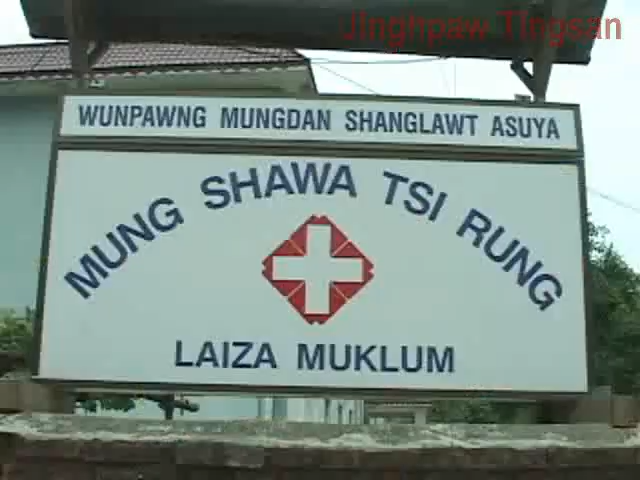 Jinghpaw Tingsan
WUNPAWNG MUNGDAN SHANGLAWT ASUYA
MUNG SHAWA TSI RUNG
LAIZA MUKLUM